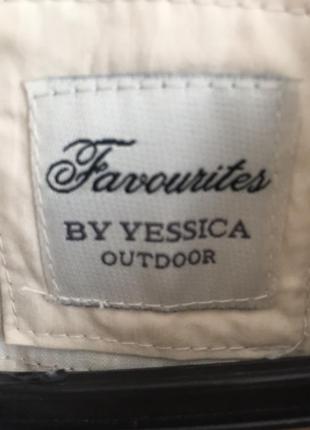 Favourites
BY YESSICA
OUTDOOR